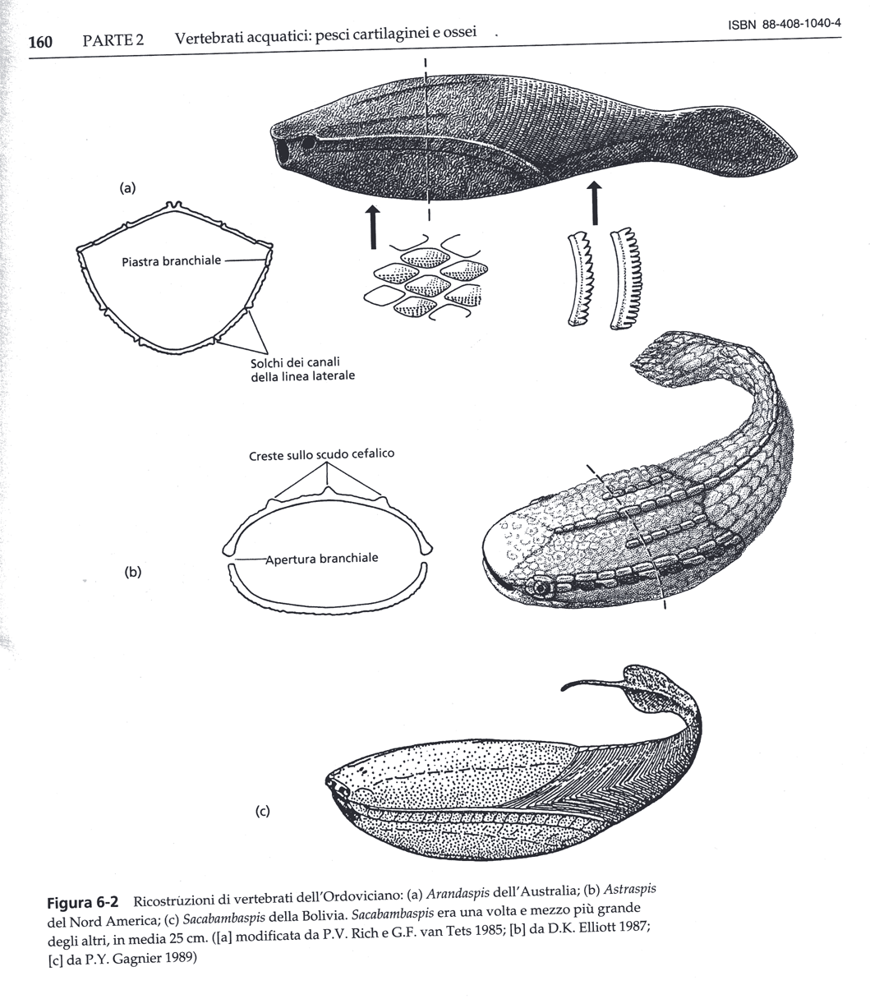 160 PARTE 2 Vertebrati acquatici: pesci cartilaginei e ossei
ISBN 88-408-1040-4
(a)
Piastra branchiale
Solchi dei canali
della linea laterale
Creste sullo scudo cefalico
Apertura branchiale
(b)
(c)
Figura 6-2 Ricostruzioni di vertebrati dell'Ordoviciano: (a) Arandaspis dell'Australia; (b) Astraspis
del Nord America; (c) Sacabambaspis della Bolivia. Sacabambaspis era una volta e mezzo più grande
degli altri, in media 25 cm. ([a] modificata da P.V. Rich e G.F. van Tets 1985; [b] da D.K. Elliott 1987;
[c] da P.Y. Gagnier 1989)